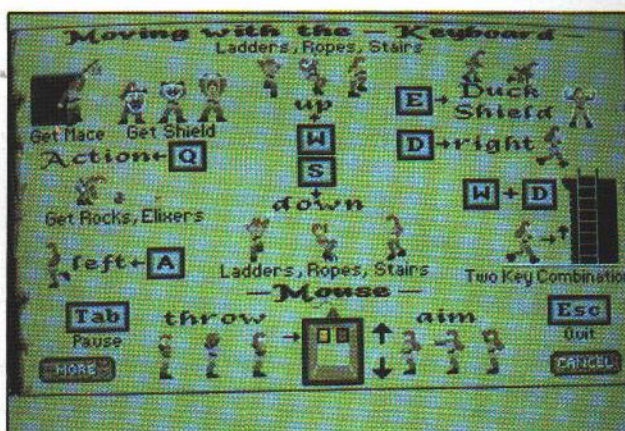 Moving with the — Keyboard —
Ladders, Ropes, Stairs
Get Mace
Get Shield
Action
Q
up
W
S
down
E
Duck
Shield
D
right
W + D
Get Rocks, Elixers
left
A
Ladders, Ropes, Stairs
Two Key Combination
— Mouse —
Tab
Pause
throw
aim
Esc
Quit
MORE
CANCEL